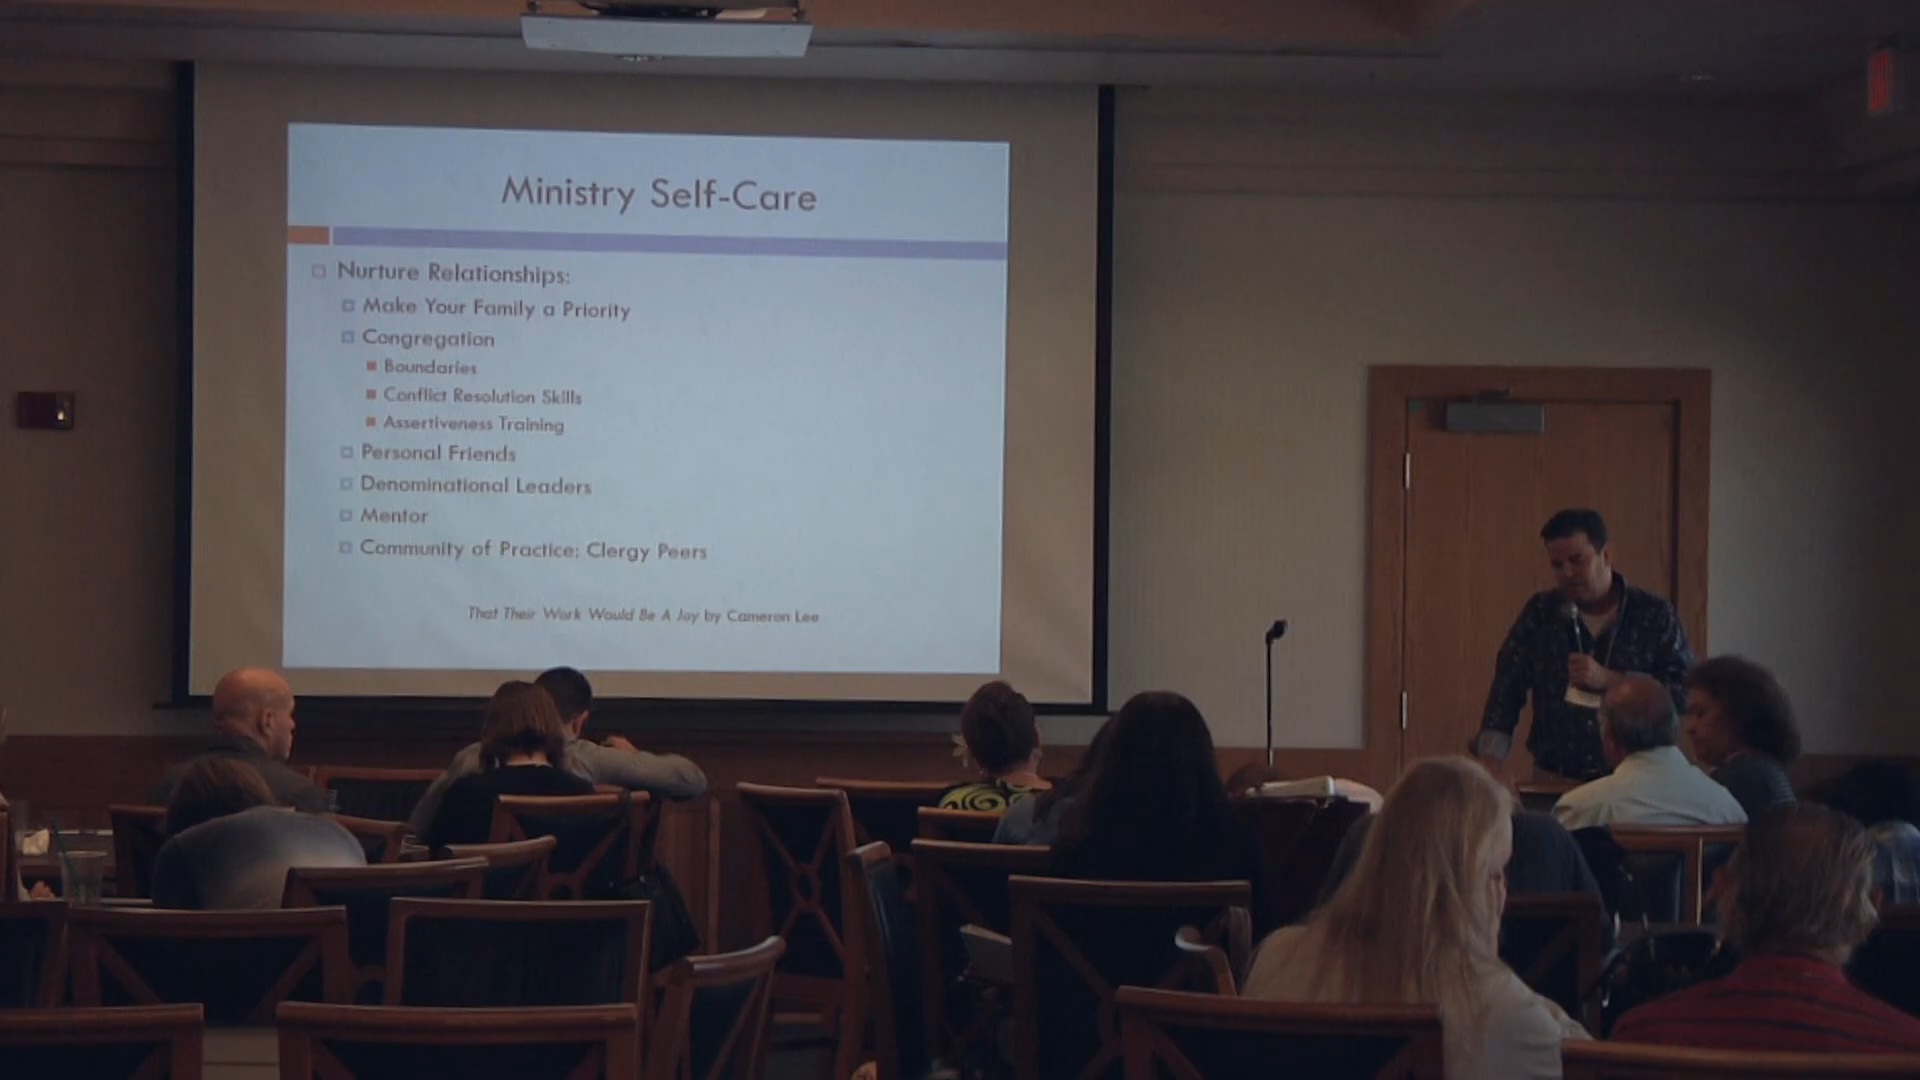 Ministry Self-Care
Nurture Relationships:
Make Your Family a Priority
Congregation
Boundaries
Conflict Resolution Skills
Assertiveness Training
Personal Friends
Denominational Leaders
Mentor
Community of Practice: Clergy Peers
That Their Work Would Be A Joy by Cameron Lee